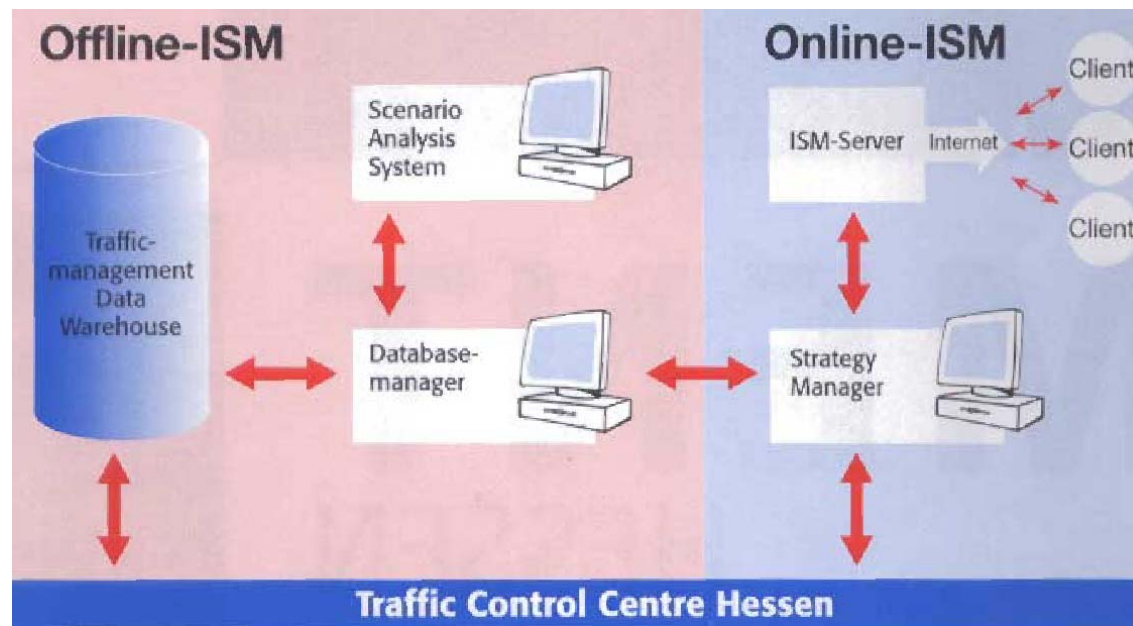 Offline-ISM
Online-ISM
Scenario
Analysis
System
ISM-Server
Internet
Client
Client
Client
Traffic-
management
Data
Warehouse
Database-
manager
Strategy
Manager
Traffic Control Centre Hessen